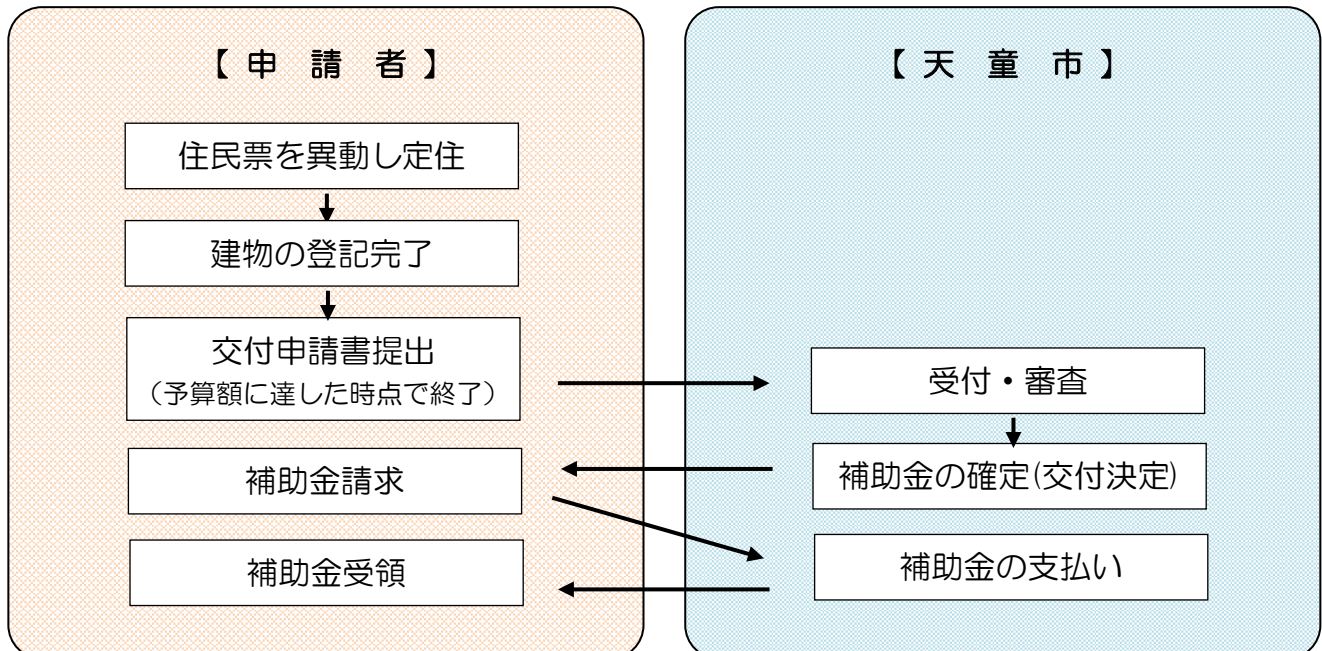 【 申 請 者 】
住民票を異動し定住
建物の登記完了
交付申請書提出
（予算額に達した時点で終了）
補助金請求
補助金受領
【 天 童 市 】
受付・審査
補助金の確定(交付決定)
補助金の支払い